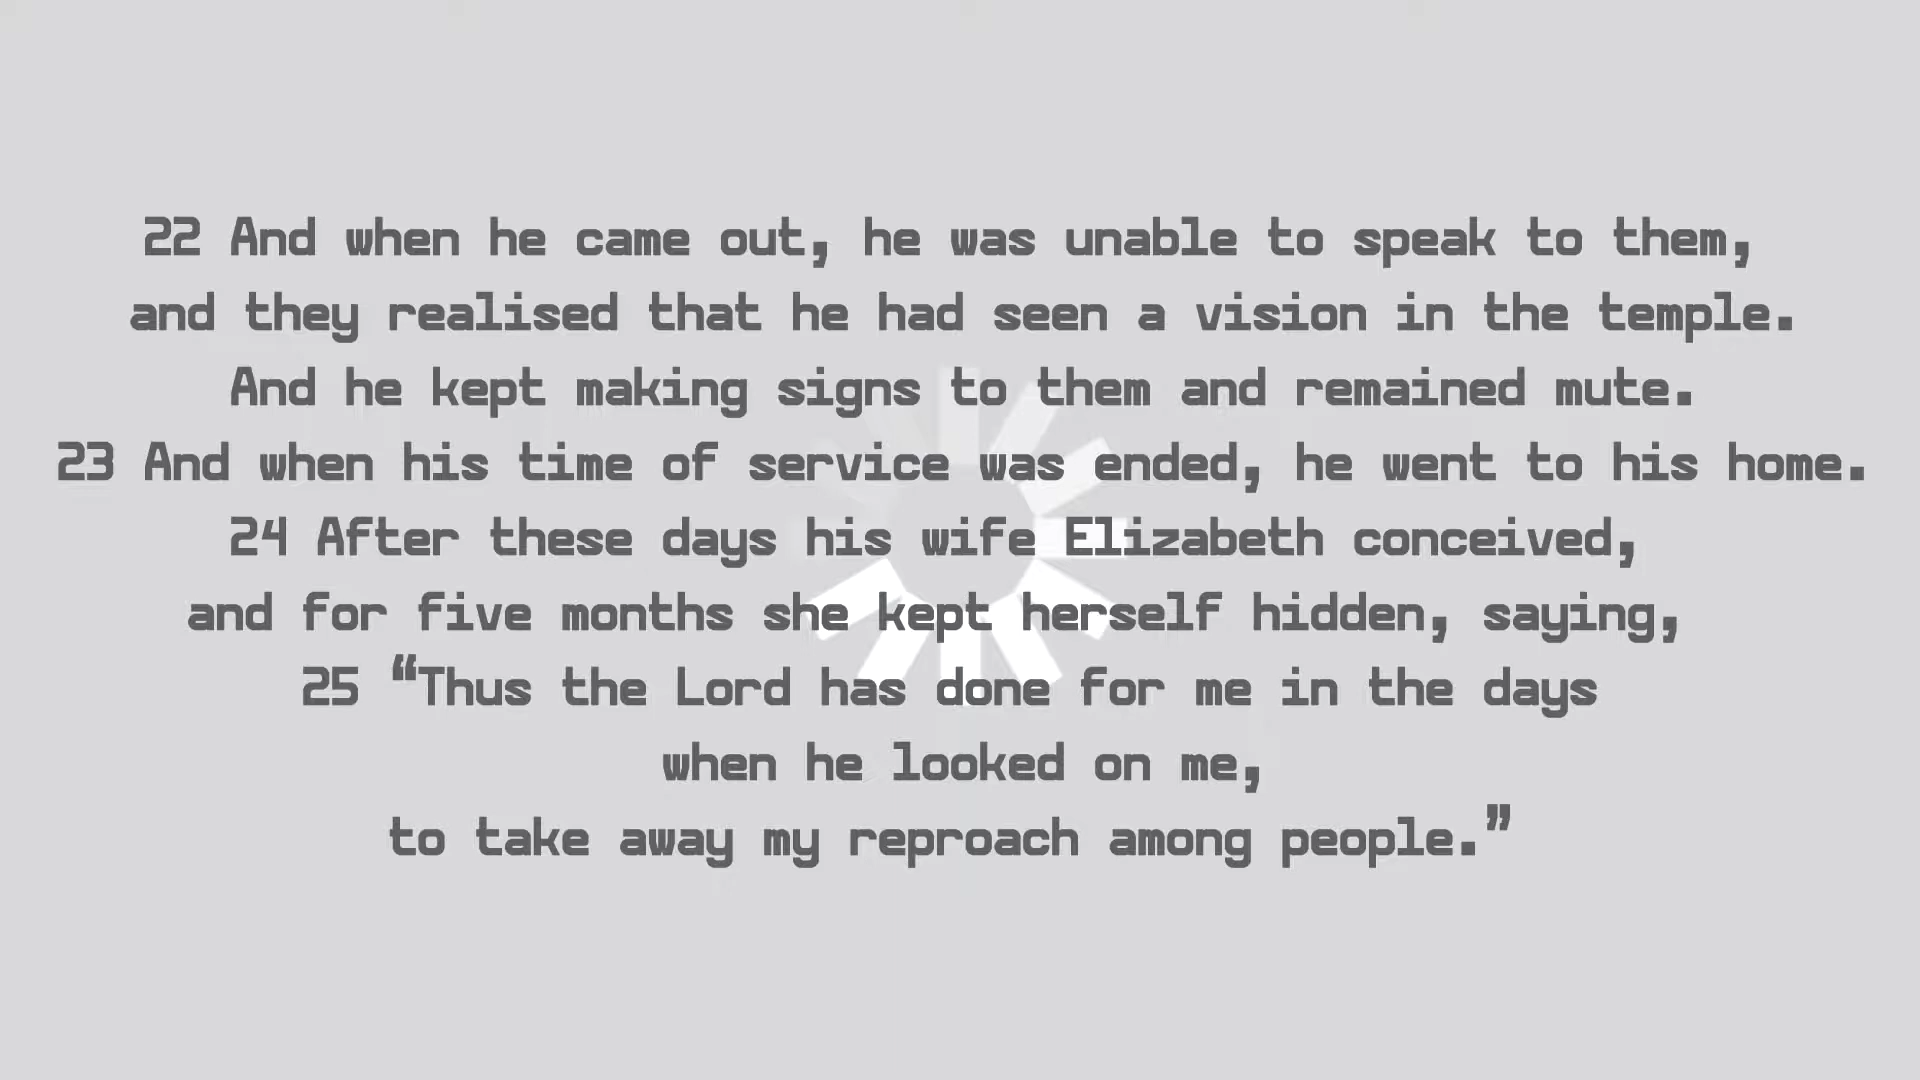 22 And when he came out, he was unable to speak to them,
and they realised that he had seen a vision in the temple.
And he kept making signs to them and remained mute.
23 And when his time of service was ended, he went to his home.
24 After these days his wife Elizabeth conceived,
and for five months she kept herself hidden, saying,
25 “Thus the Lord has done for me in the days
when he looked on me,
to take away my reproach among people.”